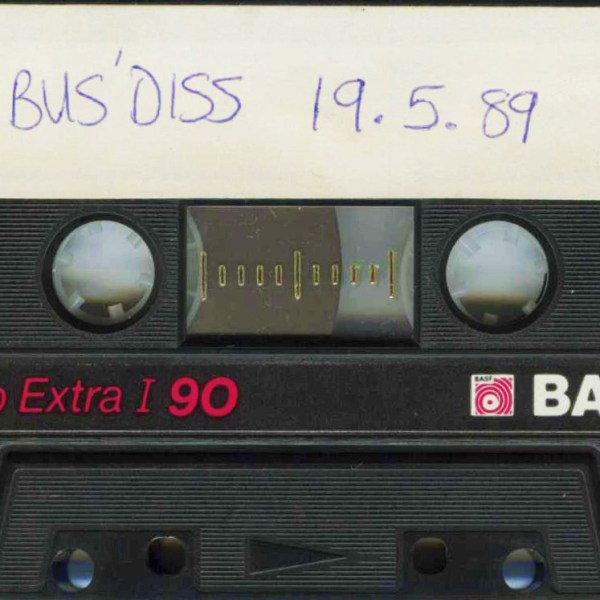 BUS'DISS 19.5.89
Extra I 90
BASF
BA